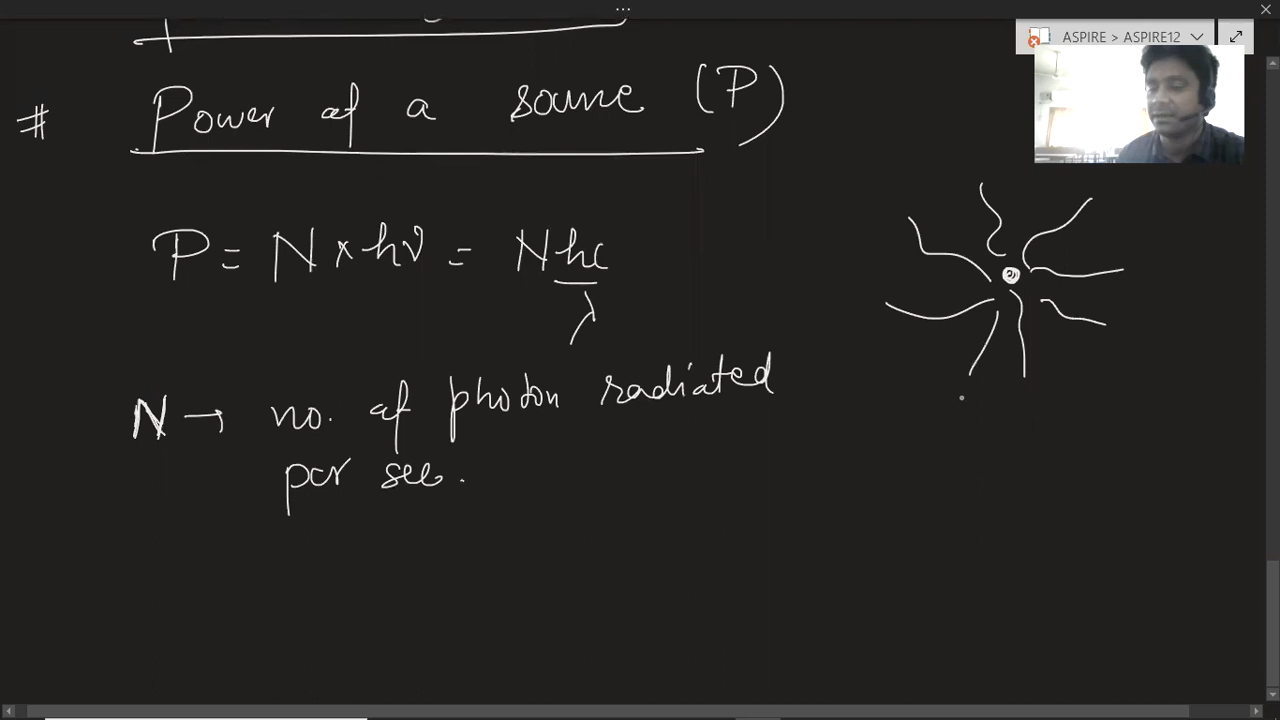 ASPIRE > ASPIRE12
# Power of a source (P)
P = N × hν = Nhc/λ
N → no. of photon radiated
per sec.